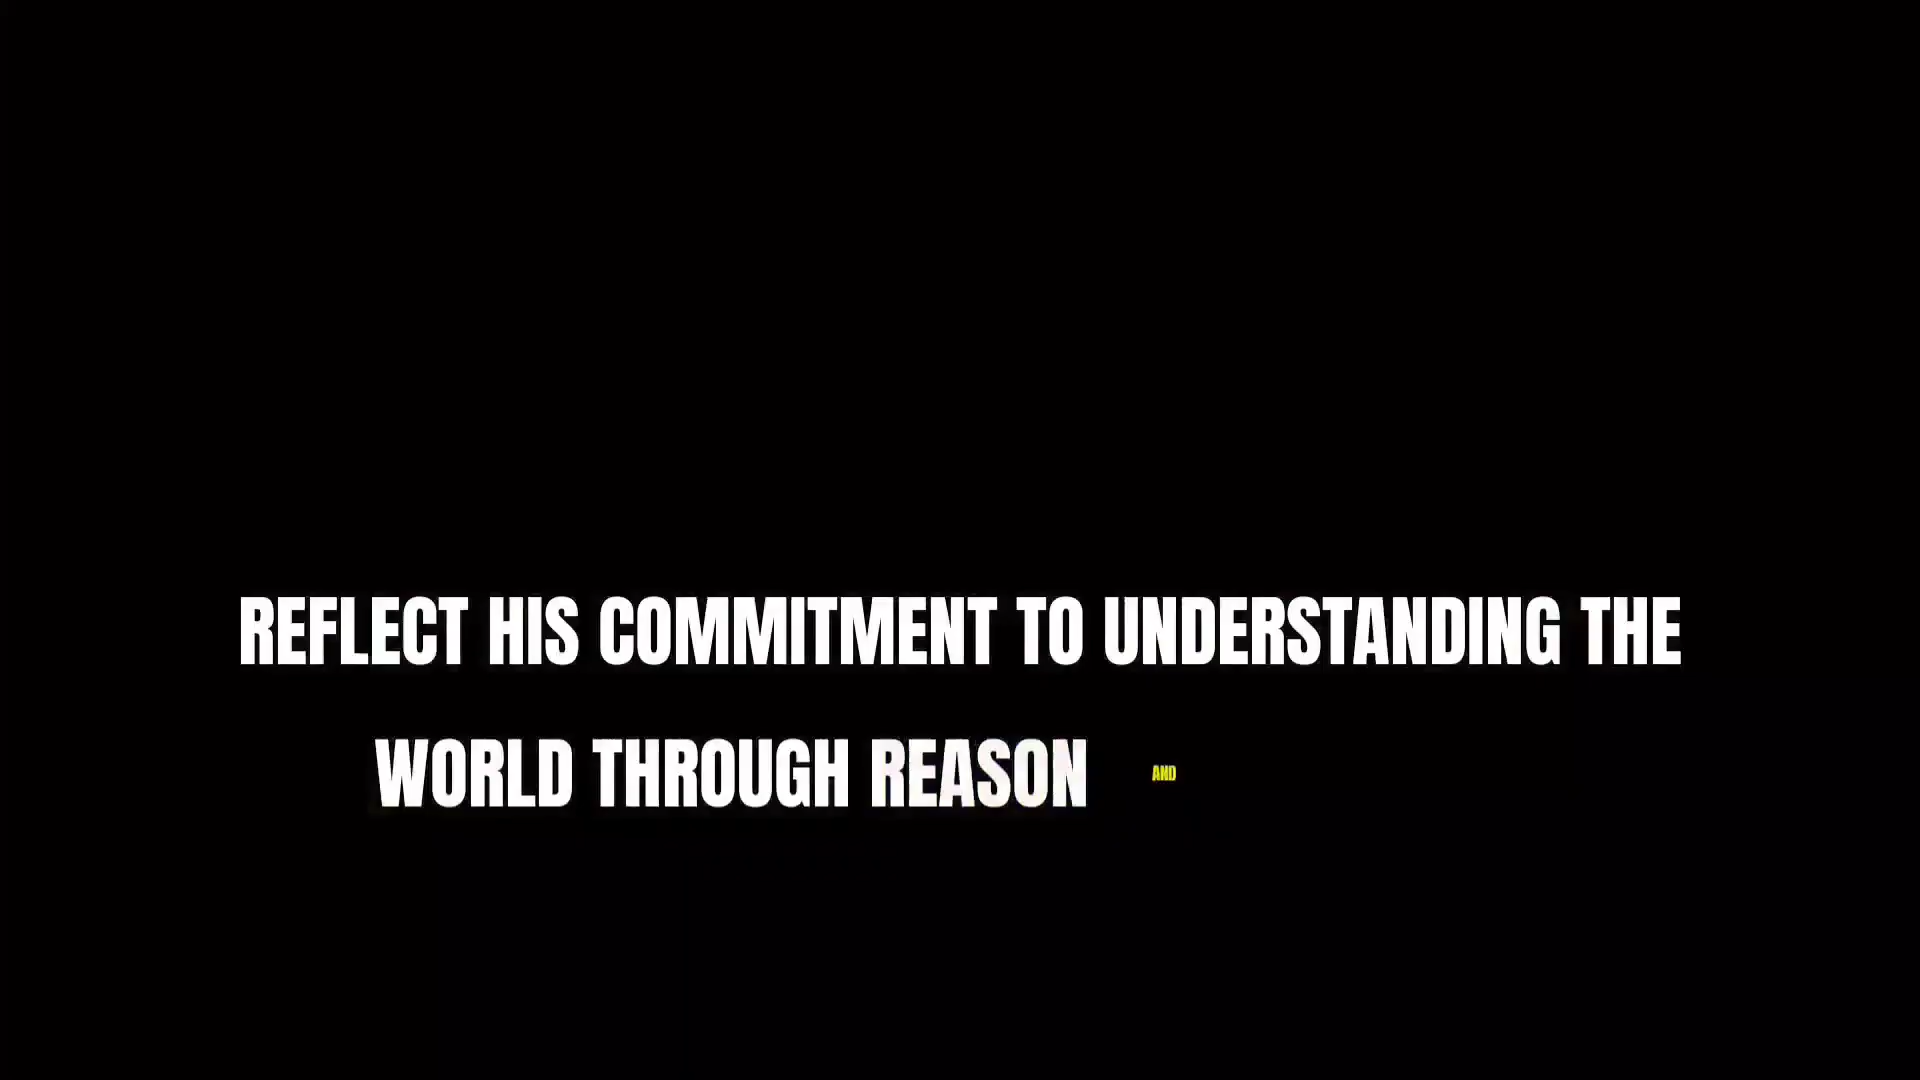 REFLECT HIS COMMITMENT TO UNDERSTANDING THE
WORLD THROUGH REASON AND